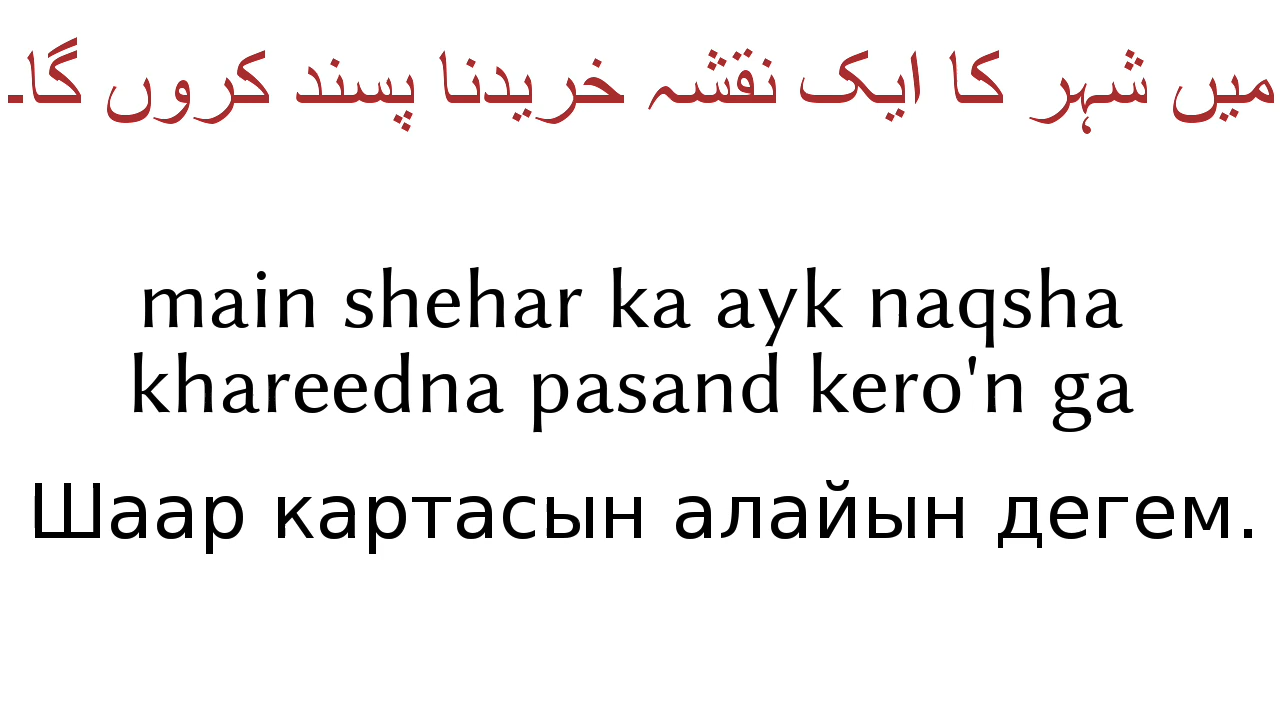 میں شہر کا ایک نقشہ خریدنا پسند کروں گا۔
main shehar ka ayk naqsha
khareedna pasand kero'n ga
Шаар картасын алайын дегем.